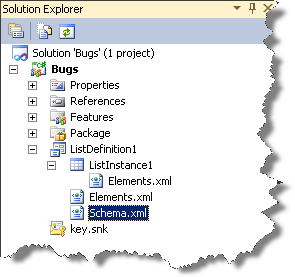 Solution Explorer
Solution 'Bugs' (1 project)
Bugs
Properties
References
Features
Package
ListDefinition1
ListInstance1
Elements.xml
Elements.xml
Schema.xml
key.snk